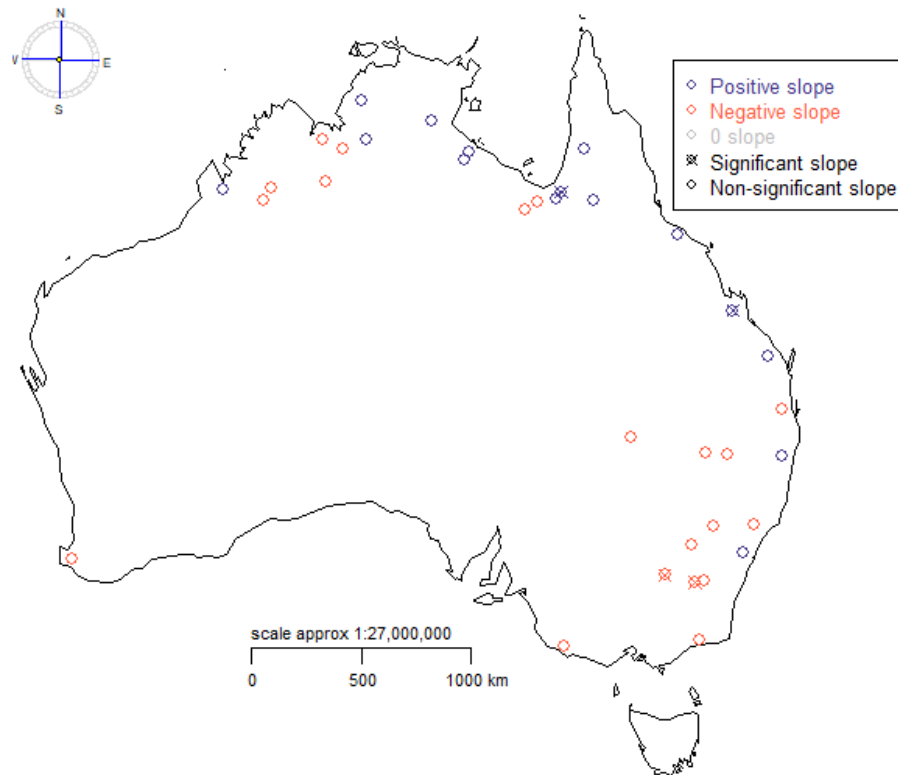 N
V
E
S
Positive slope
Negative slope
0 slope
Significant slope
Non-significant slope
scale approx 1:27,000,000
0 500 1000 km